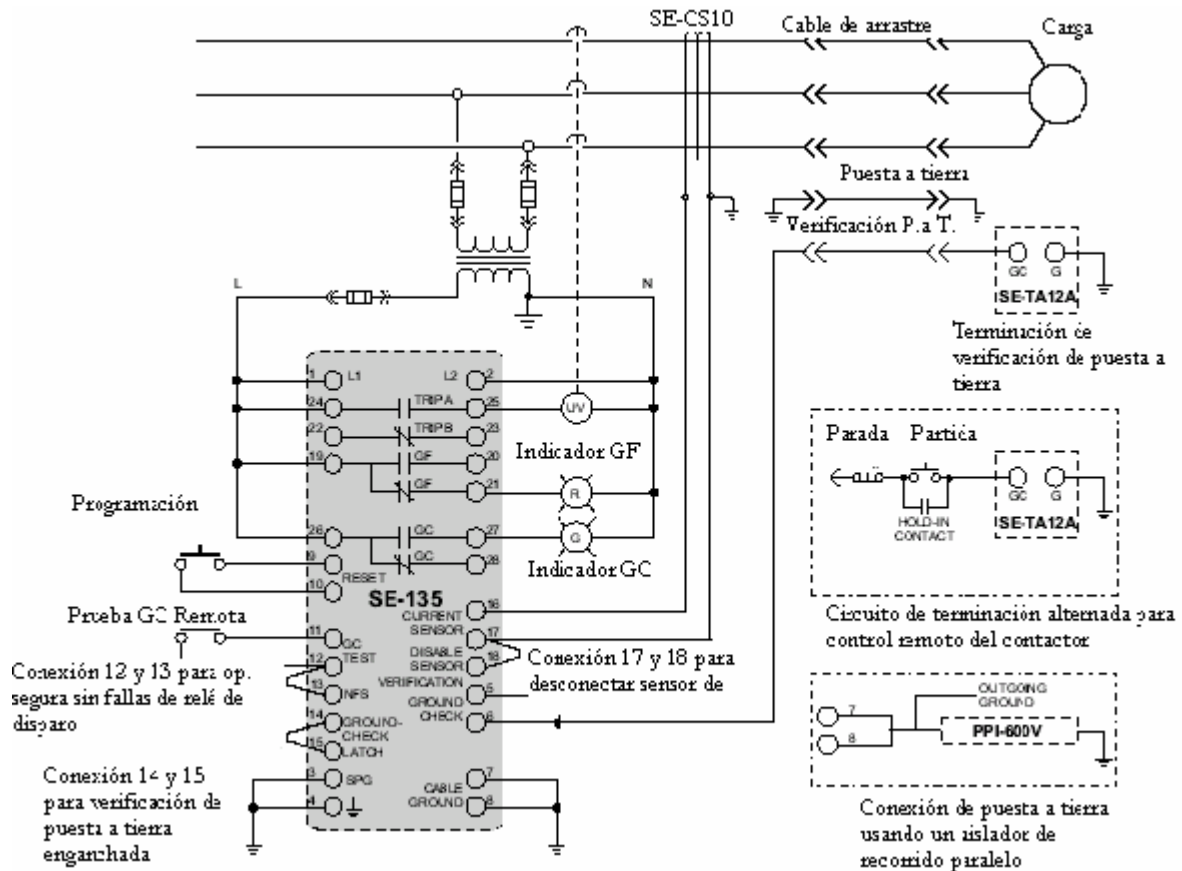 SE-CS10
Cable de arrastre
Carga
Puesta a tierra
Verificación P.a T.
GC G
SE-TA12A
Terminación de
verificación de puesta a
tierra
L
N
1 L1
L2 2
24 TRIP A 25
UV
22 TRIP B 23
19 GF 20
Indicador GF
GF 21
R
Programación
26 GC 27
G
GC 28
Indicador GC
9
RESET
10
SE-135
Prueba GC Remota
CURRENT
SENSOR
16
17
11
GC
TEST
12
DISABLE
SENSOR
VERIFICATION
18
Conexión 17 y 18 para
desconectar sensor de
Conexión 12 y 13 para op.
segura sin fallas de relé de
disparo
13
NFS
GROUND
CHECK
5
6
14
GROUND-
CHECK
LATCH
15
Conexión 14 y 15
para verificación de
puesta a tierra
enganchada
3 SPG
4
CABLE
GROUND
7
8
Parada Partida
HOLD-IN
CONTACT
GC G
SE-TA12A
Circuito de terminación alternada para
control remoto del contactor
OUTGOING
GROUND
7
8
PPI-600V
Conexión de puesta a tierra
usando un aislador de
recorrido paralelo